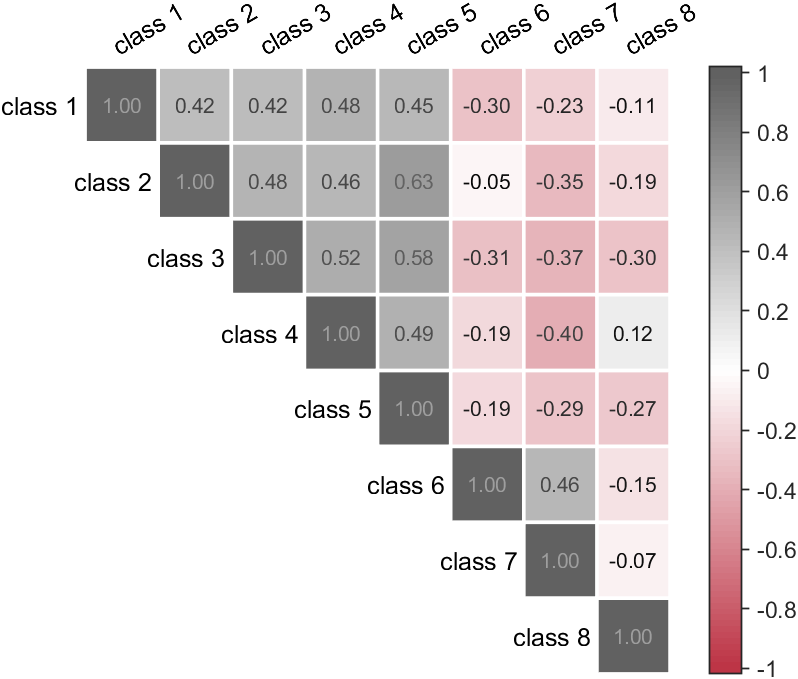 class 1 class 2 class 3 class 4 class 5 class 6 class 7 class 8
class 1 1.00 0.42 0.42 0.48 0.45 -0.30 -0.23 -0.11
class 2 1.00 0.48 0.46 0.63 -0.05 -0.35 -0.19
class 3 1.00 0.52 0.58 -0.31 -0.37 -0.30
class 4 1.00 0.49 -0.19 -0.40 0.12
class 5 1.00 -0.19 -0.29 -0.27
class 6 1.00 0.46 -0.15
class 7 1.00 -0.07
class 8 1.00
1
0.8
0.6
0.4
0.2
0
-0.2
-0.4
-0.6
-0.8
-1